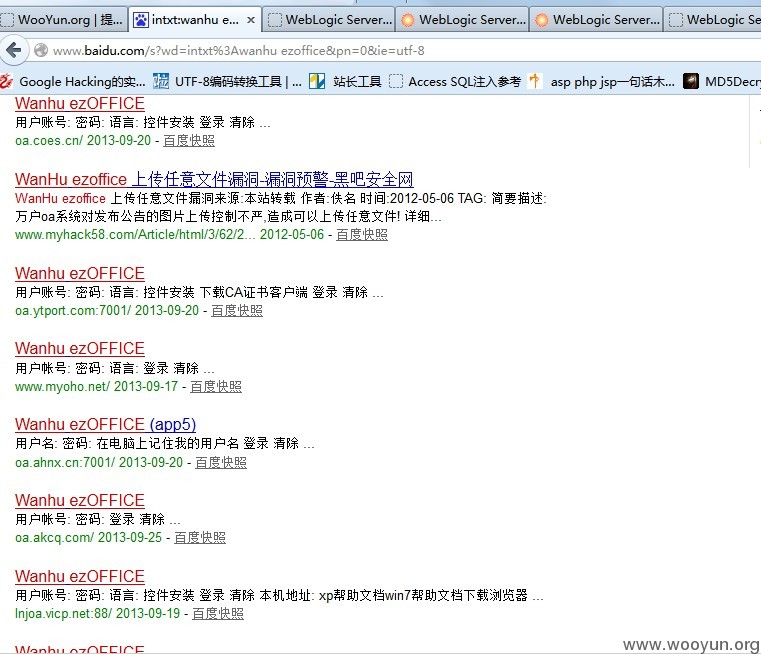 WooYun.org | 提...
intxt:wanhu e...
WebLogic Server...
WebLogic Server...
WebLogic Server...
WebLogic Se
www.baidu.com/s?wd=intxt%3Awanhu ezoffice&pn=0&ie=utf-8
Google Hacking的实...
UTF-8编码转换工具 | ...
站长工具
Access SQL注入参考
asp php jsp一句话木...
MD5Decry
Wanhu ezOFFICE
用户账号: 密码: 语言: 控件安装 登录 清除 ...
oa.coes.cn/ 2013-09-20 - 百度快照
WanHu ezoffice 上传任意文件漏洞-漏洞预警-黑吧安全网
WanHu ezoffice 上传任意文件漏洞来源:本站转载 作者:佚名 时间:2012-05-06 TAG: 简要描述:
万户oa系统对发布公告的图片上传控制不严,造成可以上传任意文件! 详细...
www.myhack58.com/Article/html/3/62/2... 2012-05-06 - 百度快照
Wanhu ezOFFICE
用户账号: 密码: 语言: 控件安装 下载CA证书客户端 登录 清除 ...
oa.ytport.com:7001/ 2013-09-20 - 百度快照
Wanhu ezOFFICE
用户帐号: 密码: 语言: 登录 清除 ...
www.myoho.net/ 2013-09-17 - 百度快照
Wanhu ezOFFICE (app5)
用户名: 密码: 在电脑上记住我的用户名 登录 清除 ...
oa.ahnx.cn:7001/ 2013-09-20 - 百度快照
Wanhu ezOFFICE
用户帐号: 密码: 登录 清除 ...
oa.akcq.com/ 2013-09-25 - 百度快照
Wanhu ezOFFICE
用户账号: 密码: 语言: 控件安装 登录 清除 本机地址: xp帮助文档win7帮助文档下载浏览器 ...
lnjoa.vicp.net:88/ 2013-09-19 - 百度快照
Wanhu ezOFFICE
www.wooyun.org